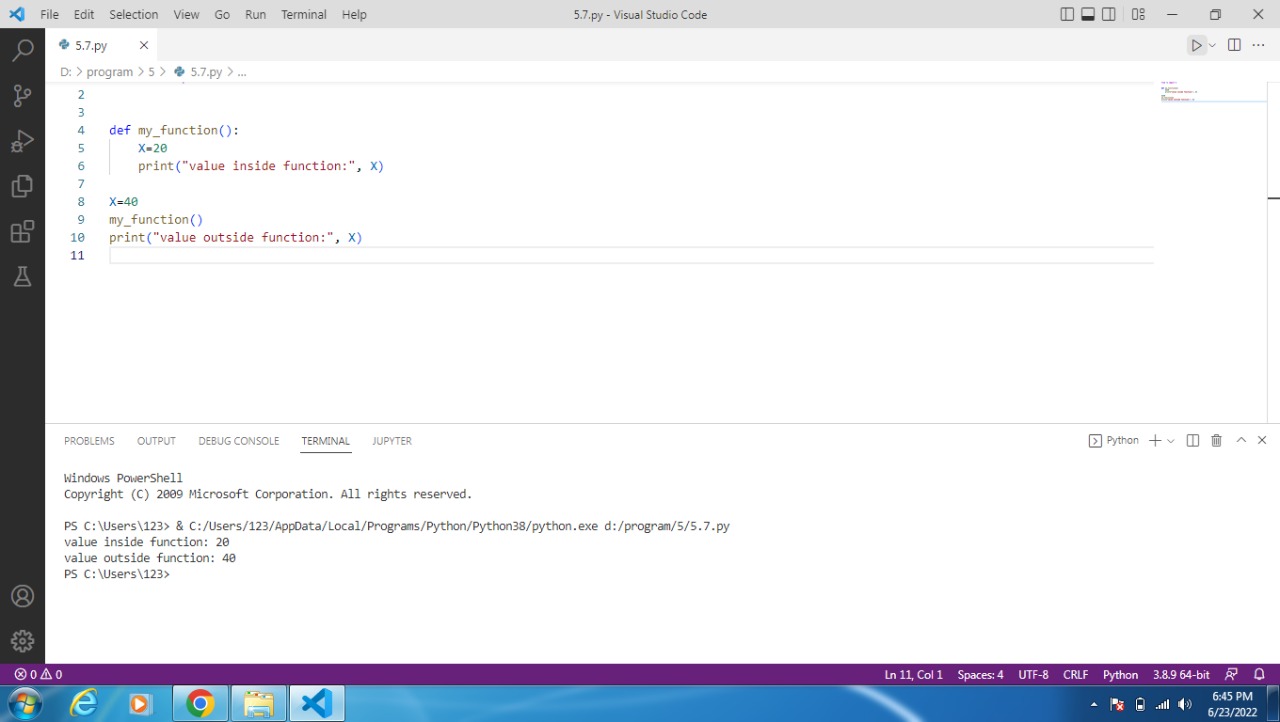 File Edit Selection View Go Run Terminal Help 5.7.py - Visual Studio Code
5.7.py
D: > program > 5 > 5.7.py > ...
2
3
4 def my_function():
5 X=20
6 print("value inside function:", X)
7
8 X=40
9 my_function()
10 print("value outside function:", X)
11
PROBLEMS OUTPUT DEBUG CONSOLE TERMINAL JUPYTER Python
Windows PowerShell
Copyright (C) 2009 Microsoft Corporation. All rights reserved.
PS C:\Users\123> & C:/Users/123/AppData/Local/Programs/Python/Python38/python.exe d:/program/5/5.7.py
value inside function: 20
value outside function: 40
PS C:\Users\123>
0 0 Ln 11, Col 1 Spaces: 4 UTF-8 CRLF Python 3.8.9 64-bit
6:45 PM
6/23/2022